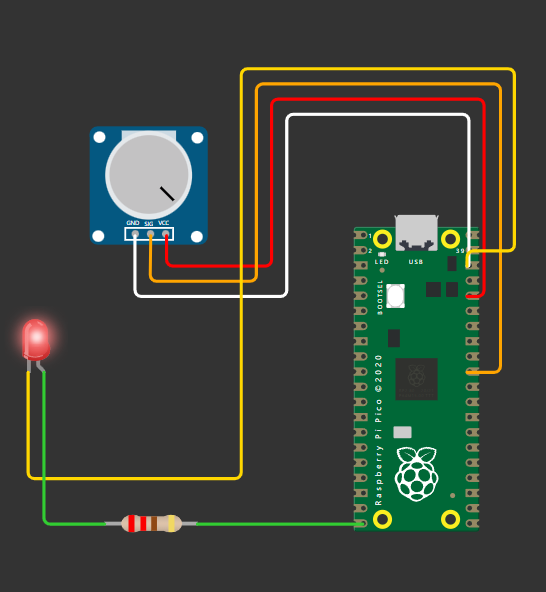 GND SIG VCC
1
2
39
LED USB
BOOTSEL
Raspberry Pi Pico ©2020